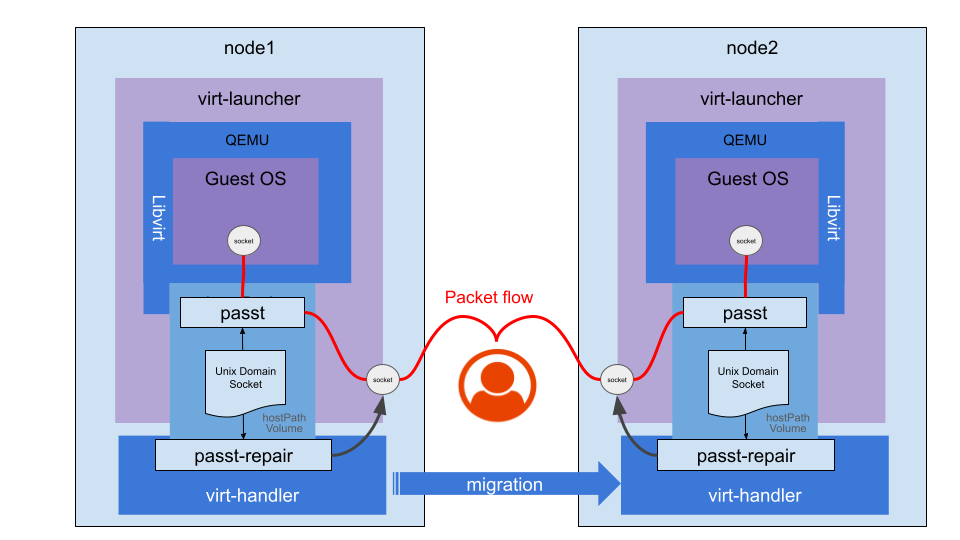 node1
virt-launcher
QEMU
Guest OS
Libvirt
socket
passt
Unix Domain
Socket
hostPath
Volume
socket
passt-repair
virt-handler
Packet flow
migration
node2
virt-launcher
QEMU
Guest OS
Libvirt
socket
passt
socket
Unix Domain
Socket
hostPath
Volume
passt-repair
virt-handler